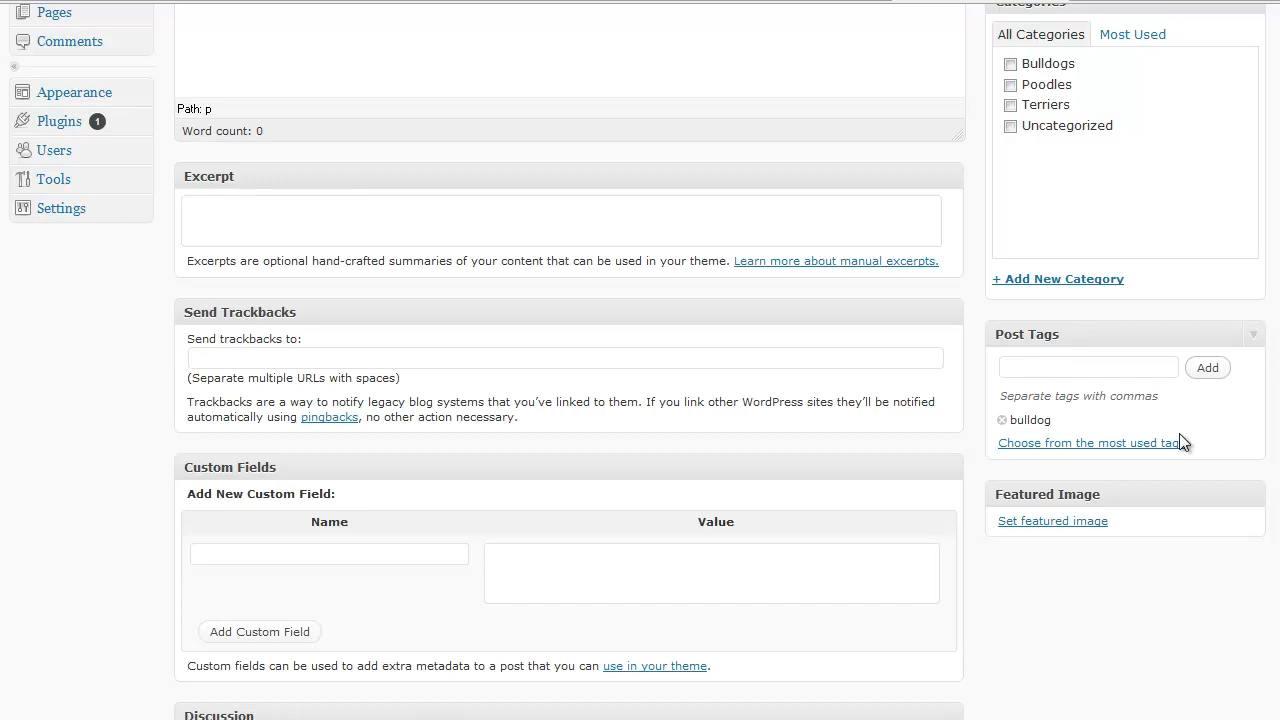 Pages
Comments
Appearance
Plugins 1
Users
Tools
Settings
Path: p
Word count: 0
Excerpt
Excerpts are optional hand-crafted summaries of your content that can be used in your theme. Learn more about manual excerpts.
Send Trackbacks
Send trackbacks to:
(Separate multiple URLs with spaces)
Trackbacks are a way to notify legacy blog systems that you've linked to them. If you link other WordPress sites they'll be notified
automatically using pingbacks, no other action necessary.
Custom Fields
Add New Custom Field:
Name Value
Add Custom Field
Custom fields can be used to add extra metadata to a post that you can use in your theme.
Discussion
Categories
All Categories Most Used
Bulldogs
Poodles
Terriers
Uncategorized
+ Add New Category
Post Tags
Add
Separate tags with commas
bulldog
Choose from the most used
Featured Image
Set featured image